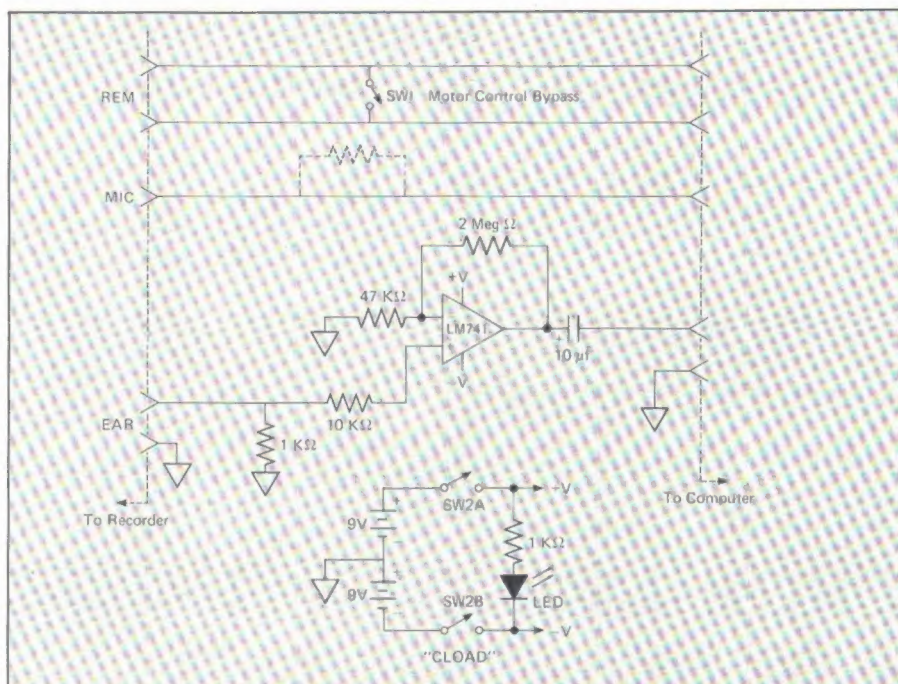 REM
SW1 Motor Control Bypass
MIC
2 Meg Ω
+V
47 KΩ
LM741
+
10 µf
-V
10 KΩ
EAR
1 KΩ
To Recorder
To Computer
+
SW2A
-V
9V
-
1 KΩ
+
9V
-
SW2B
LED
-V
"CLOAD"